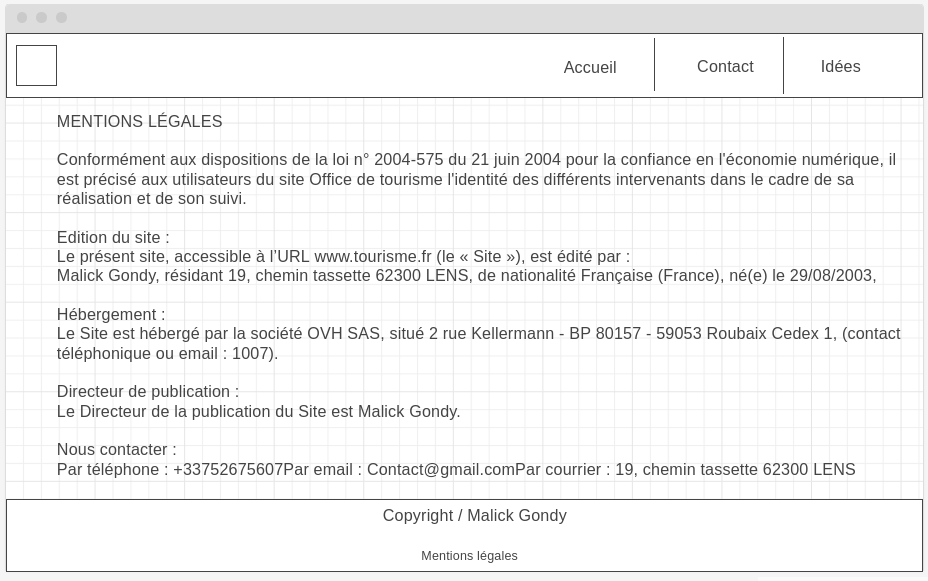 Accueil
Contact
Idées
MENTIONS LÉGALES
Conformément aux dispositions de la loi n° 2004-575 du 21 juin 2004 pour la confiance en l'économie numérique, il
est précisé aux utilisateurs du site Office de tourisme l'identité des différents intervenants dans le cadre de sa
réalisation et de son suivi.
Edition du site :
Le présent site, accessible à l’URL www.tourisme.fr (le « Site »), est édité par :
Malick Gondy, résidant 19, chemin tassette 62300 LENS, de nationalité Française (France), né(e) le 29/08/2003,
Hébergement :
Le Site est hébergé par la société OVH SAS, situé 2 rue Kellermann - BP 80157 - 59053 Roubaix Cedex 1, (contact
téléphonique ou email : 1007).
Directeur de publication :
Le Directeur de la publication du Site est Malick Gondy.
Nous contacter :
Par téléphone : +33752675607Par email : Contact@gmail.comPar courrier : 19, chemin tassette 62300 LENS
Copyright / Malick Gondy
Mentions légales